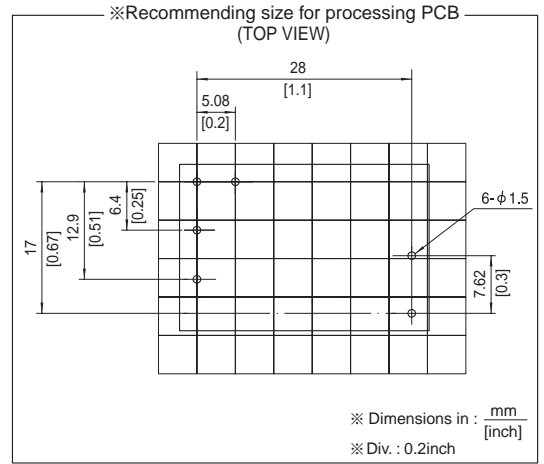 ※Recommending size for processing PCB
(TOP VIEW)
28
[1.1]
5.08
[0.2]
17
[0.67]
12.9
[0.51]
6.4
[0.25]
6-ϕ1.5
7.62
[0.3]
※ Dimensions in : mm
[inch]
※Div. : 0.2inch